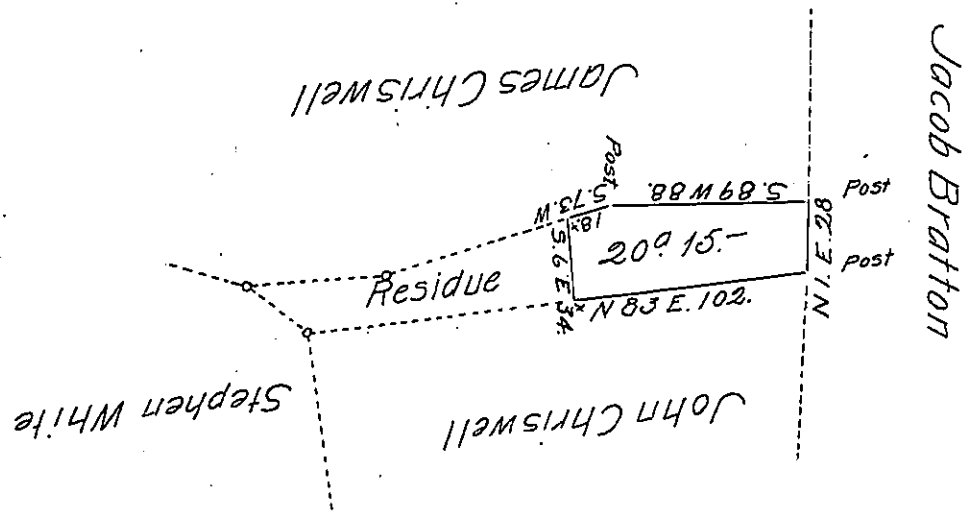 Jacob Bratton
James Chriswell
Post
S. 89 W 88.
Post
S. 73. W
18x
20a 15.–
N 1. E 28
Post
Residue
S. 6 E 34.
x N 83 E. 102.
Stephen White
John Chriswell